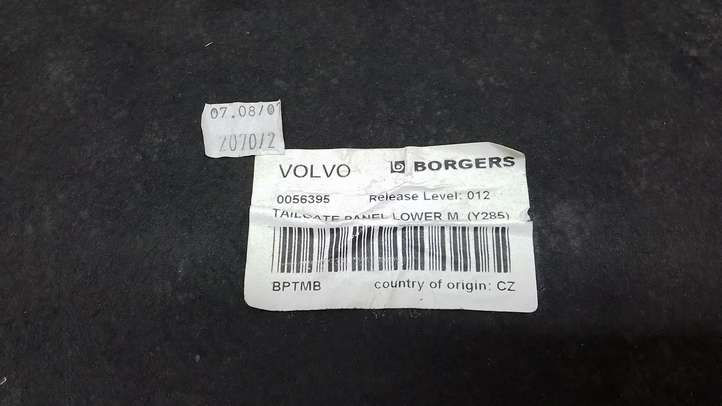 07.08/0
2070/2
VOLVO BORGERS
0056395 Release Level: 012
TAILGATE PANEL LOWER M (Y285)
BPTMB country of origin: CZ